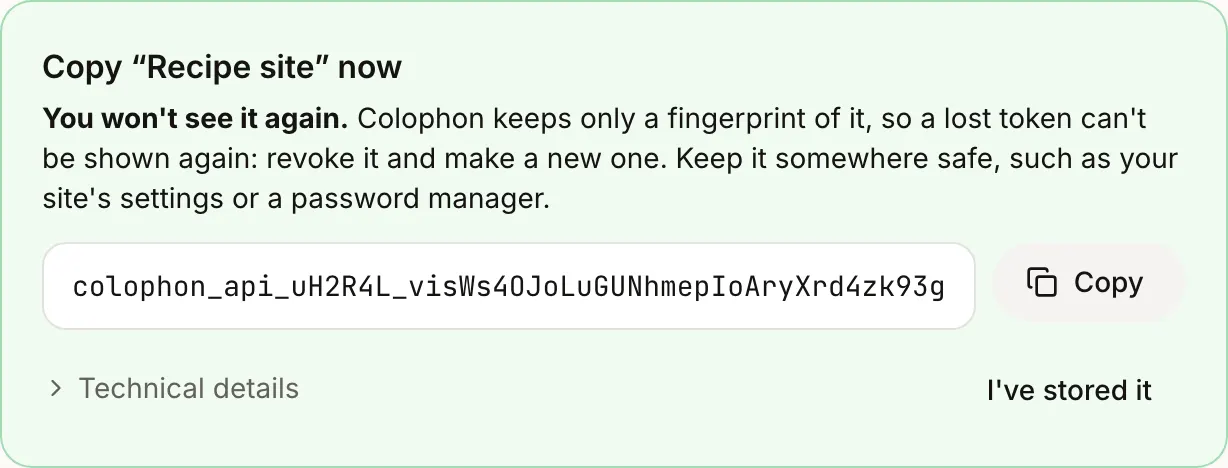 Copy “Recipe site” now
You won't see it again. Colophon keeps only a fingerprint of it, so a lost token can't
be shown again: revoke it and make a new one. Keep it somewhere safe, such as your
site's settings or a password manager.
colophon_api_uH2R4L_visWs4OJoLuGUNhmepIoAryXrd4zk93g
Copy
Technical details
I've stored it